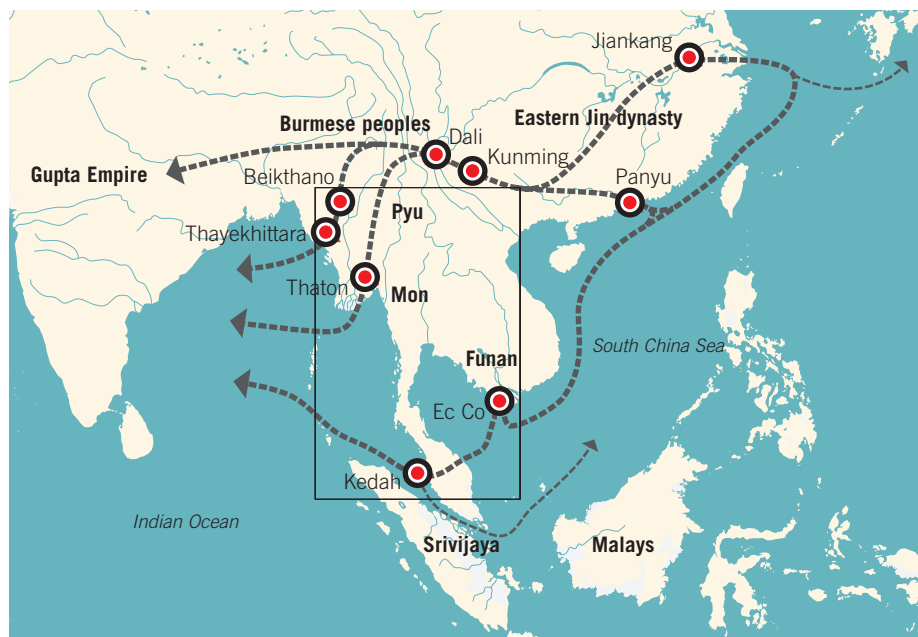 Jiankang
Eastern Jin dynasty
Burmese peoples
Dali
Kunming
Gupta Empire
Beikthano
Panyu
Pyu
Thayekhittara
Thaton
Mon
South China Sea
Funan
Ec Co
Kedah
Indian Ocean
Srivijaya
Malays